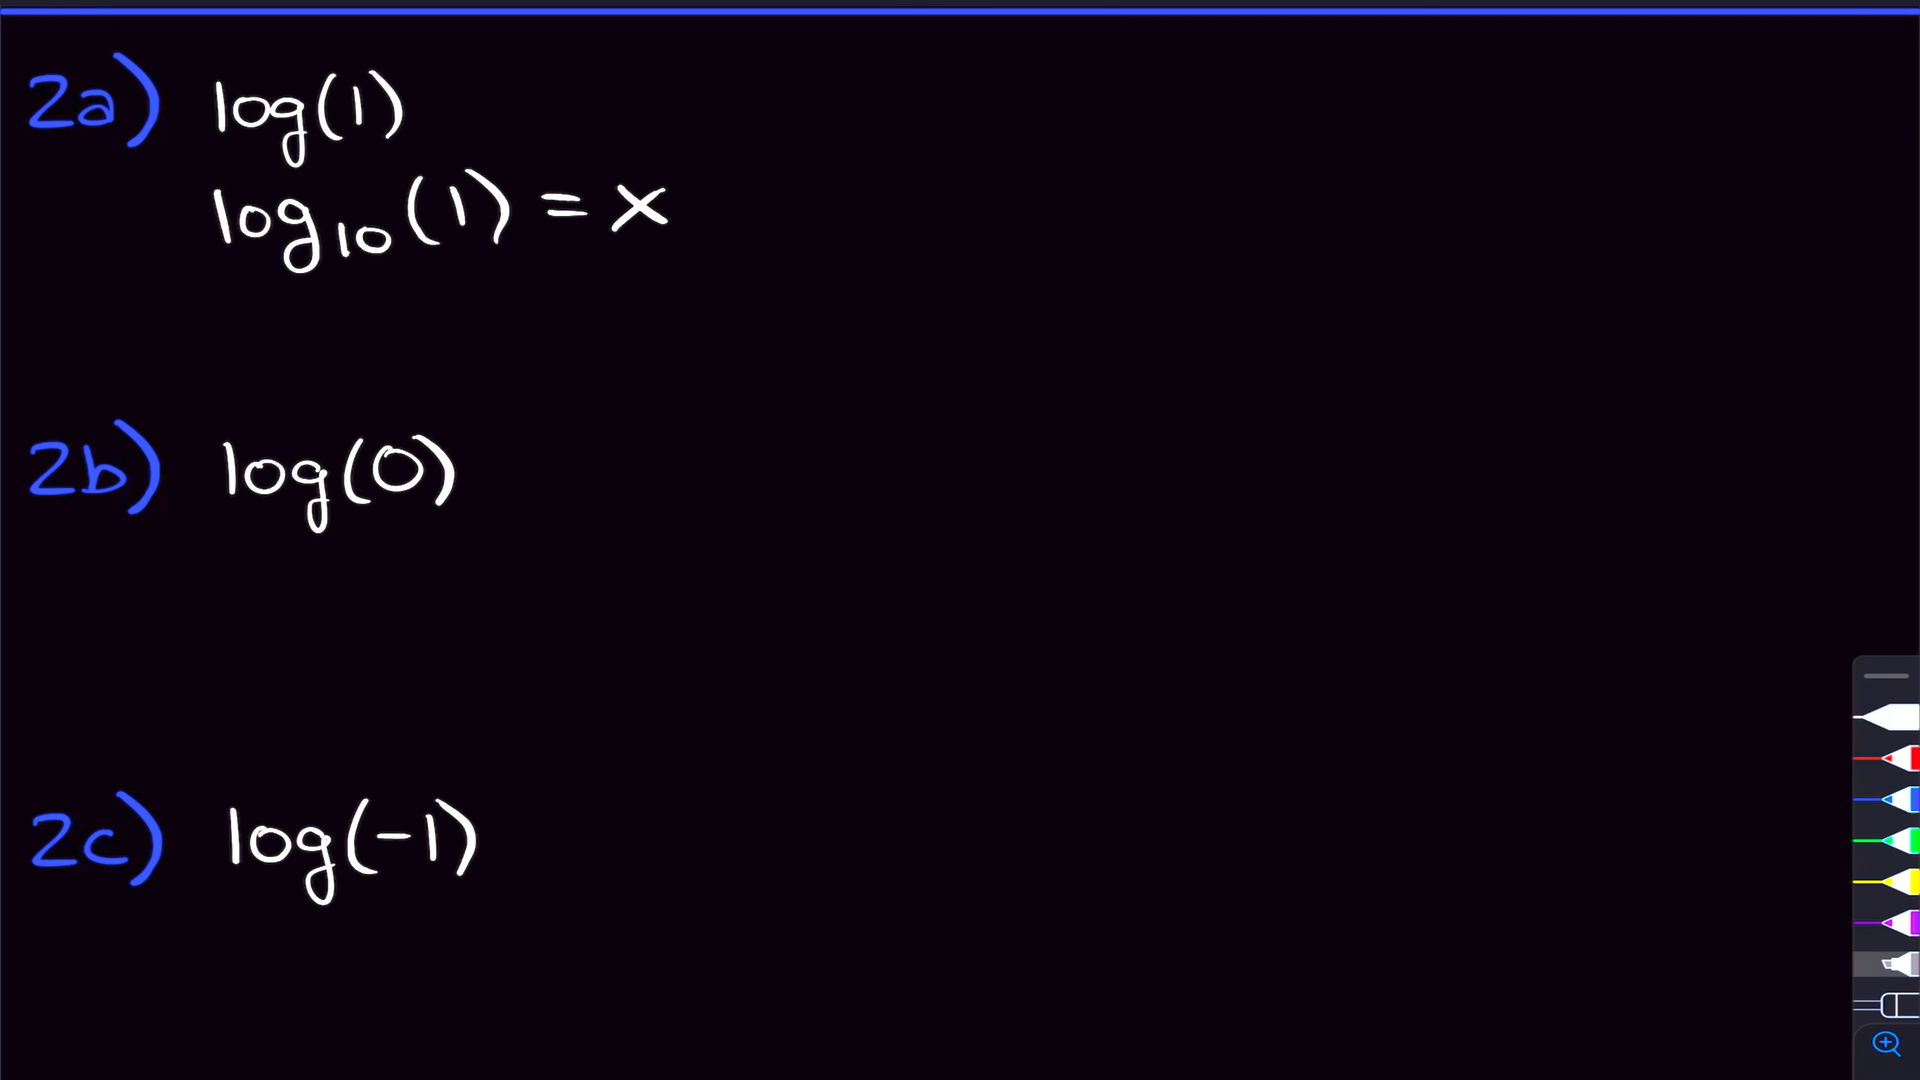 2a) log(1)
log₁₀(1) = x
2b) log(0)
2c) log(-1)